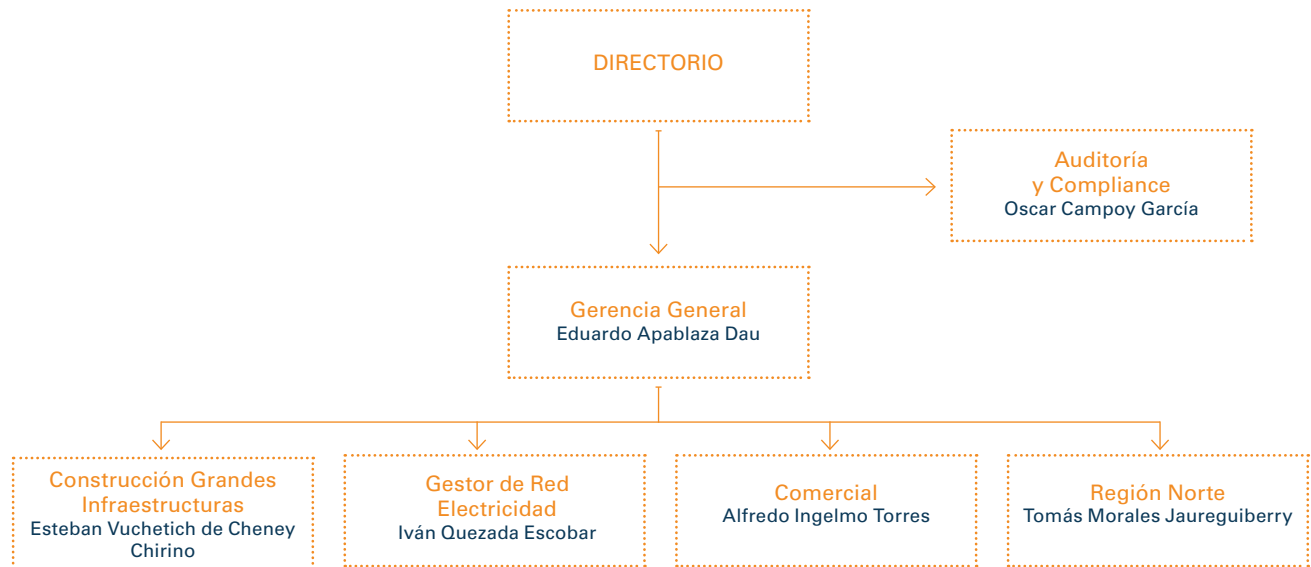 DIRECTORIO
Auditoría
y Compliance
Oscar Campoy García
Gerencia General
Eduardo Apablaza Dau
Construcción Grandes
Infraestructuras
Esteban Vuchetich de Cheney
Chirino
Gestor de Red
Electricidad
Iván Quezada Escobar
Comercial
Alfredo Ingelmo Torres
Región Norte
Tomás Morales Jaureguiberry